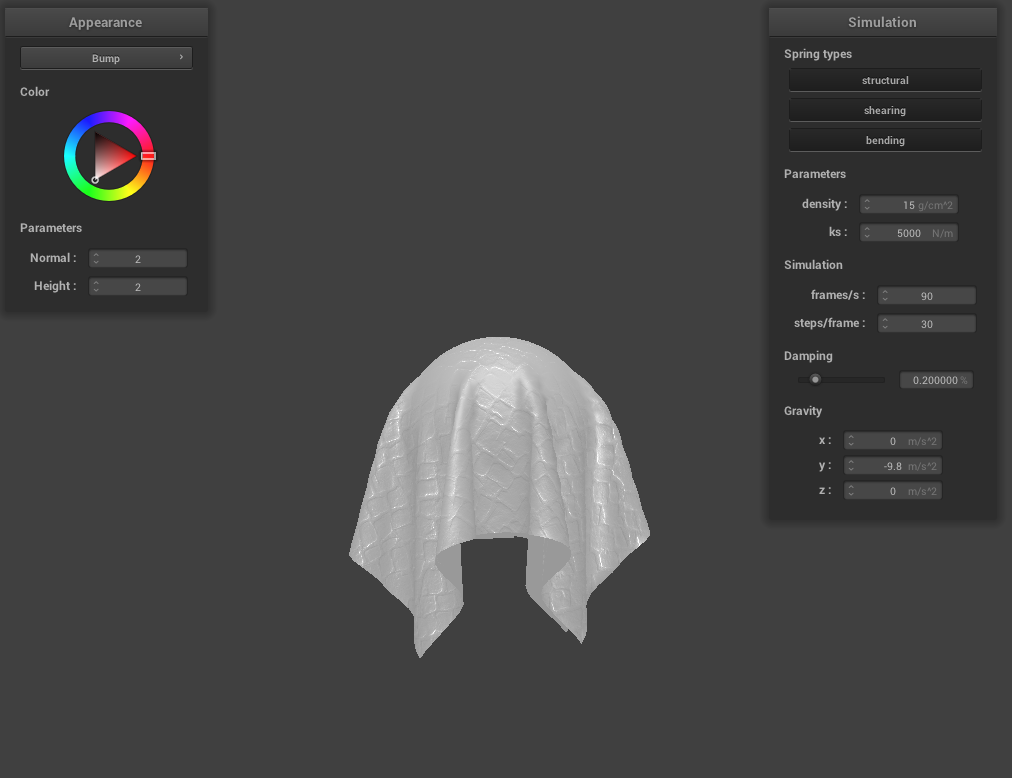 Appearance
Bump
Color
Parameters
Normal : 2
Height : 2
Simulation
Spring types
structural
shearing
bending
Parameters
density : 15 g/cm^2
ks : 5000 N/m
Simulation
frames/s : 90
steps/frame : 30
Damping
0.200000 %
Gravity
x : 0 m/s^2
y : -9.8 m/s^2
z : 0 m/s^2